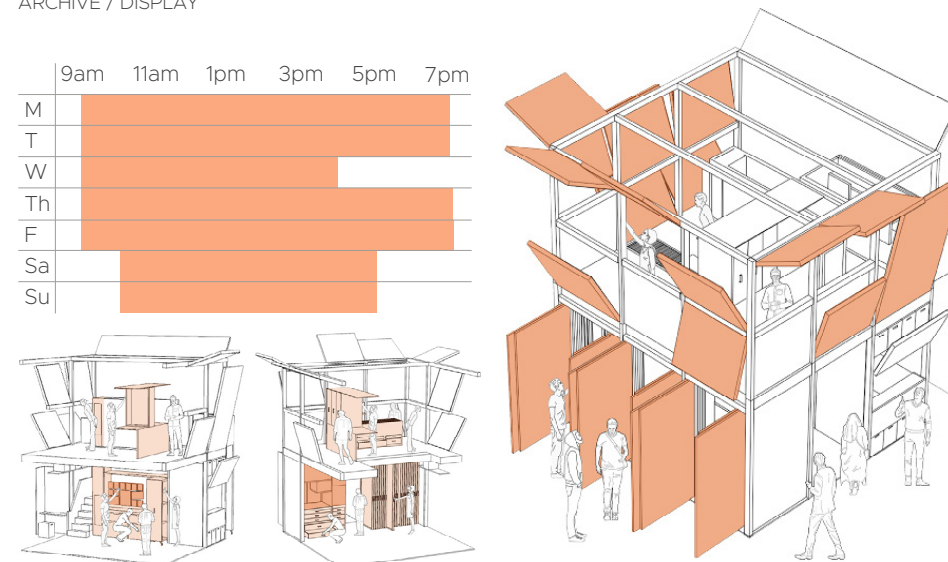 ARCHIVE / DISPLAY
9am 11am 1pm 3pm 5pm 7pm
M
T
W
Th
F
Sa
Su